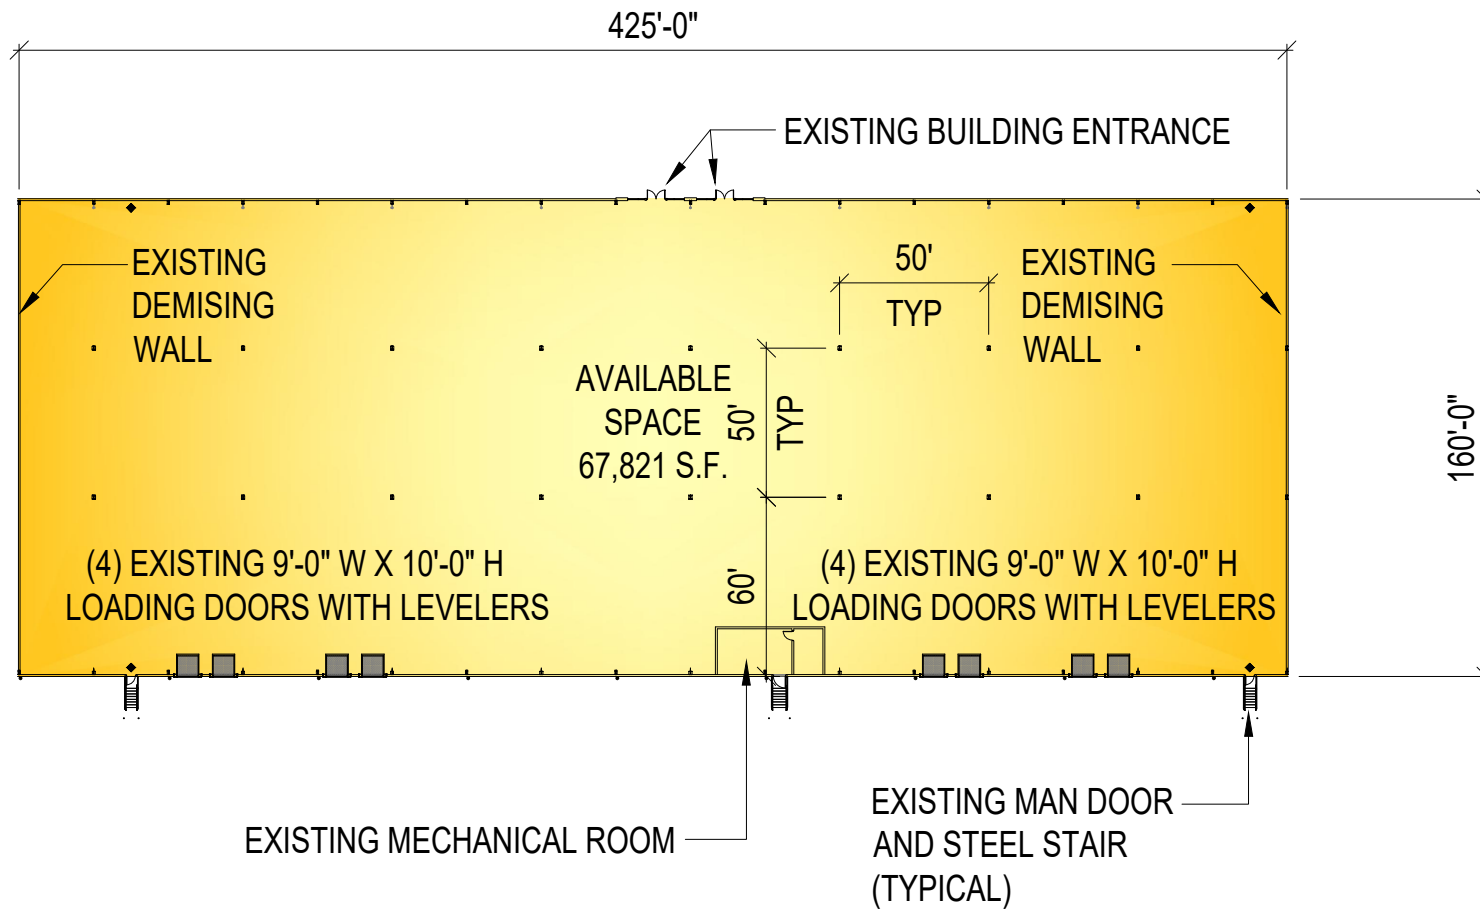 425'-0"
EXISTING BUILDING ENTRANCE
EXISTING
DEMISING
WALL
50'
TYP
EXISTING
DEMISING
WALL
AVAILABLE
SPACE
67,821 S.F.
50'
TYP
160'-0"
(4) EXISTING 9'-0" W X 10'-0" H
LOADING DOORS WITH LEVELERS
60'
(4) EXISTING 9'-0" W X 10'-0" H
LOADING DOORS WITH LEVELERS
EXISTING MECHANICAL ROOM
EXISTING MAN DOOR
AND STEEL STAIR
(TYPICAL)